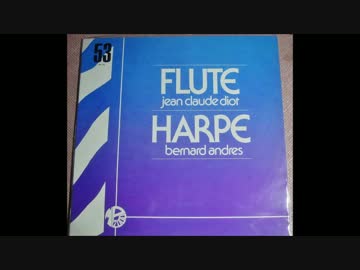 53
FLUTE
jean claude diot
HARPE
bernard andres